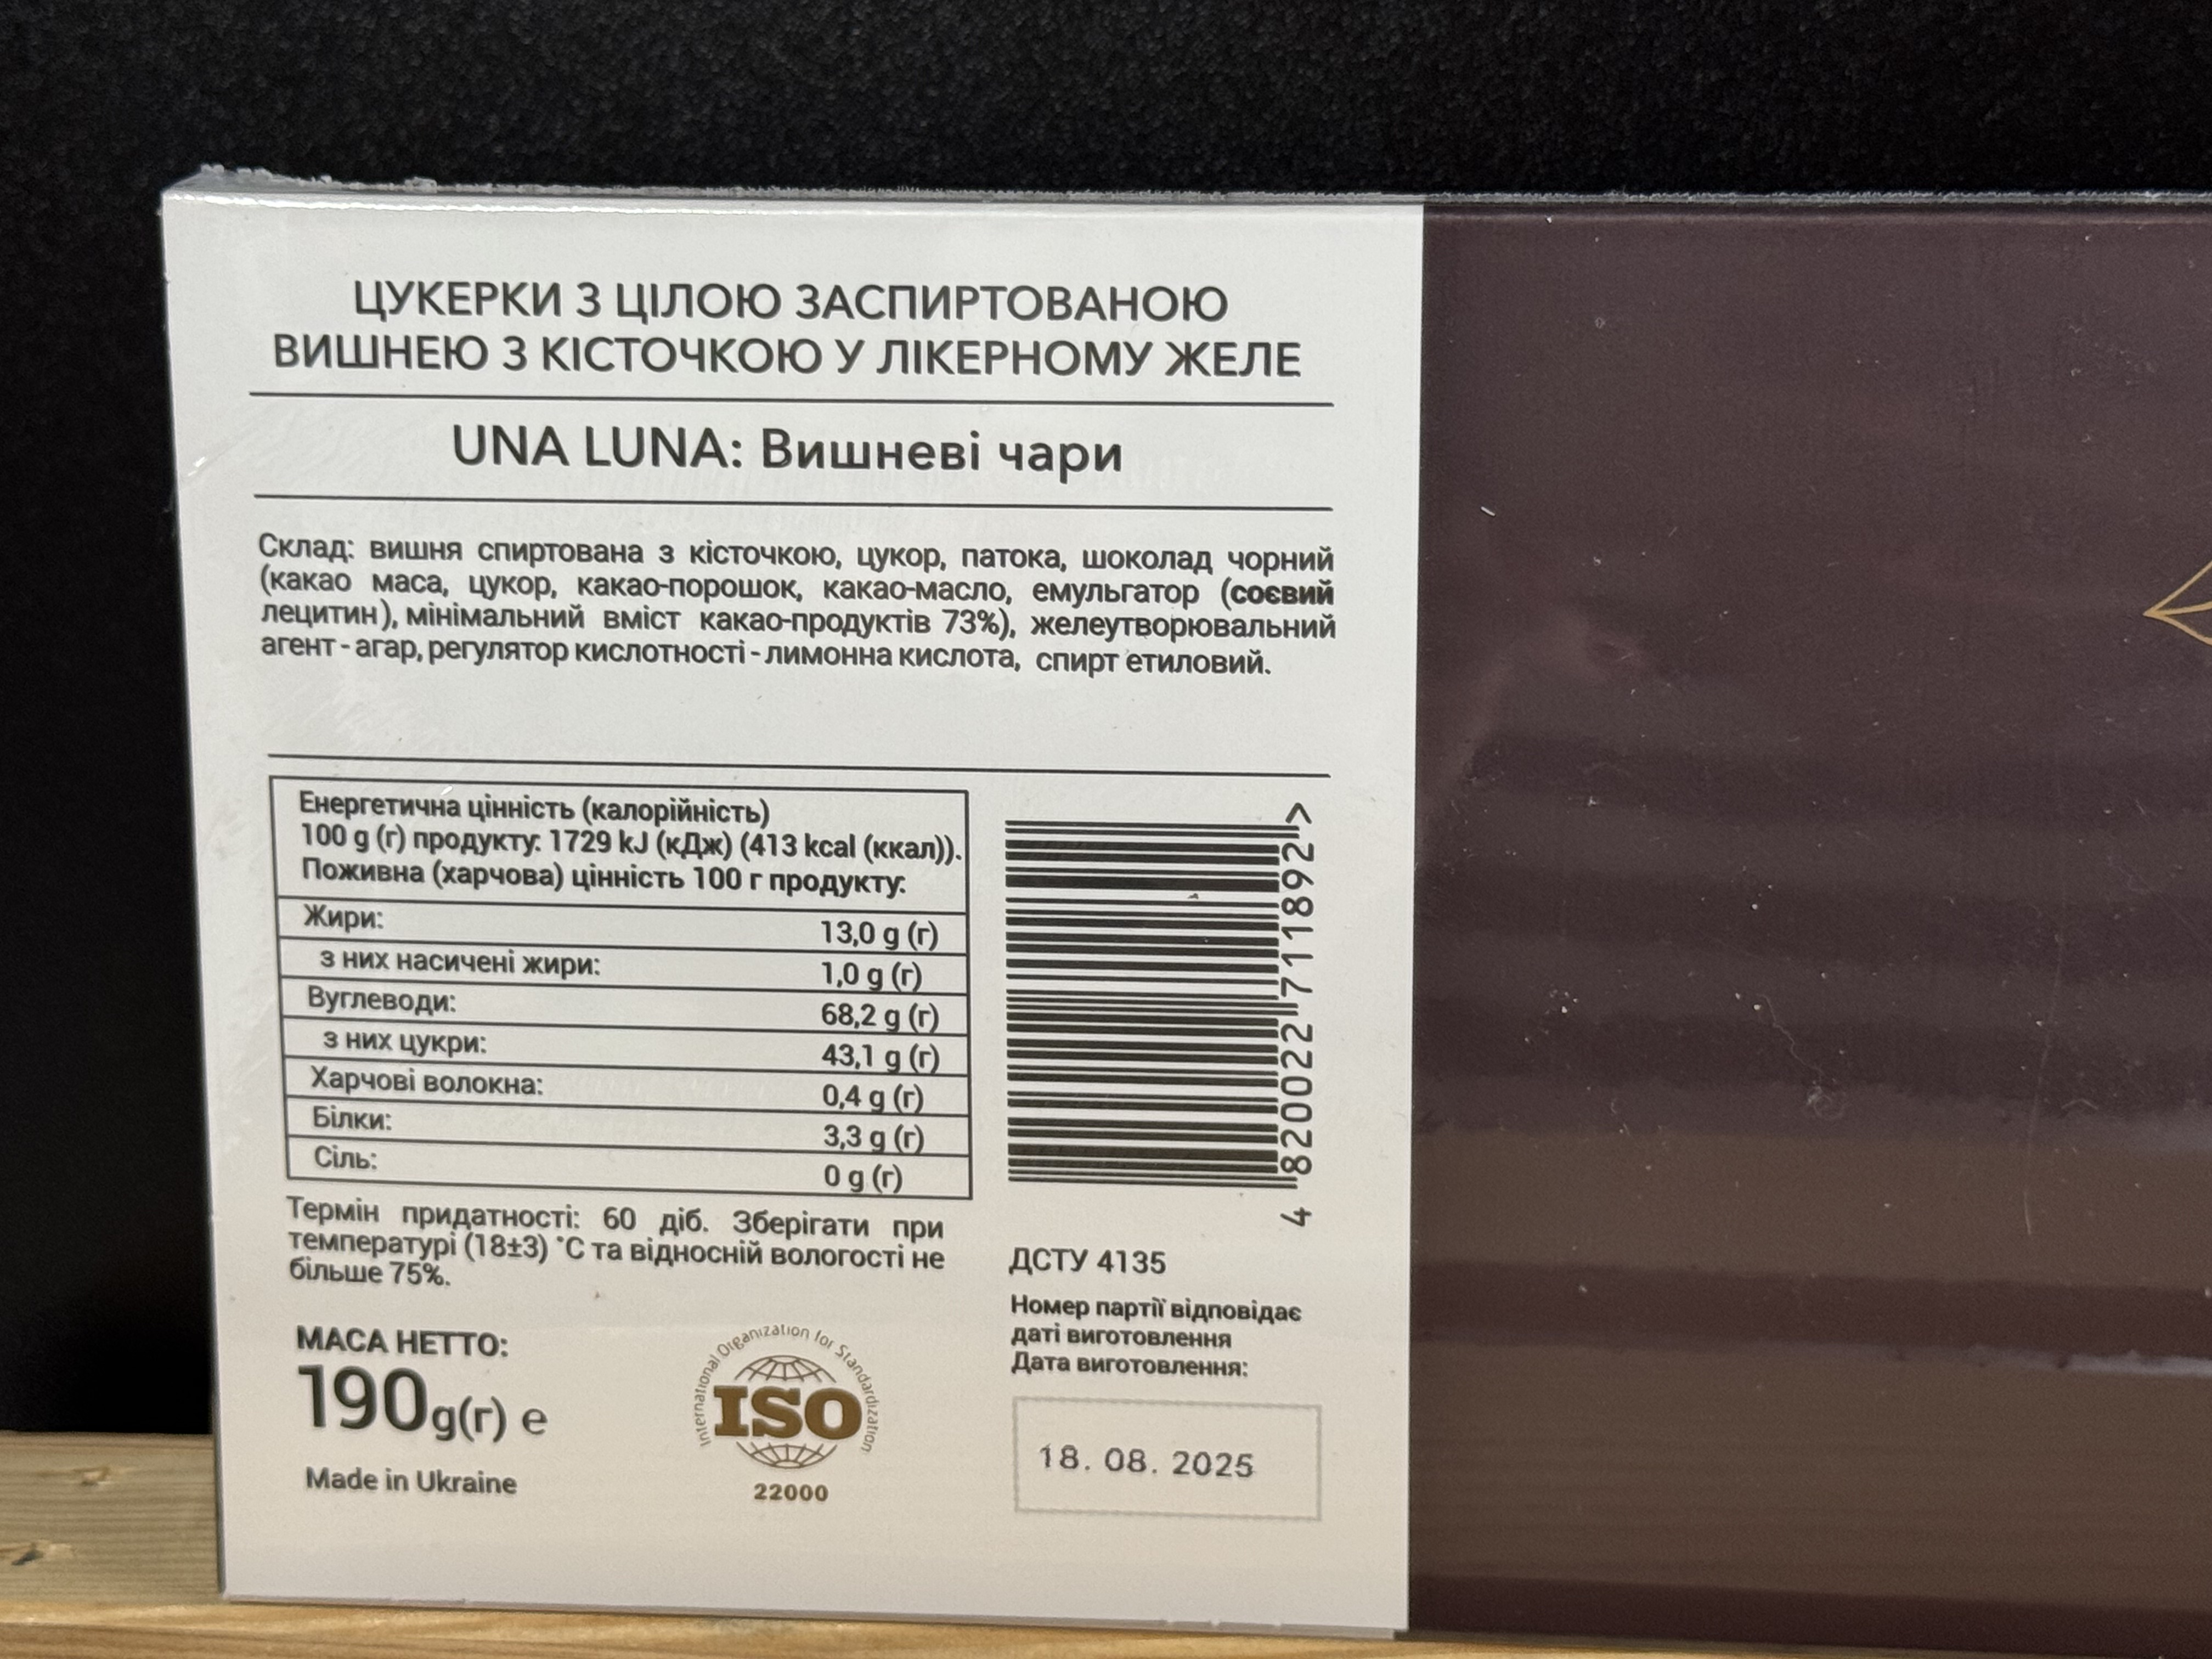 ЦУКЕРКИ З ЦІЛОЮ ЗАСПИРТОВАНОЮ
ВИШНЕЮ З КІСТОЧКОЮ У ЛІКЕРНОМУ ЖЕЛЕ
UNA LUNA: Вишневі чари
Склад: вишня спиртована з кісточкою, цукор, патока, шоколад чорний
(какао маса, цукор, какао-порошок, какао-масло, емульгатор (соєвий
лецитин), мінімальний вміст какао-продуктів 73%), желеутворювальний
агент - агар, регулятор кислотності - лимонна кислота, спирт етиловий.
Енергетична цінність (калорійність)
100 g (г) продукту: 1729 kJ (кДж) (413 kcal (ккал)).
Поживна (харчова) цінність 100 г продукту:
Жири: 13,0 g (г)
з них насичені жири: 1,0 g (г)
Вуглеводи: 68,2 g (г)
з них цукри: 43,1 g (г)
Харчові волокна: 0,4 g (г)
Білки: 3,3 g (г)
Сіль: 0 g (г)
Термін придатності: 60 діб. Зберігати при
температурі (18±3) °С та відносній вологості не
більше 75%.
МАСА НЕТТО:
190g(г) e
Made in Ukraine
International Organization for Standardization
ISO
22000
4 820022 711892 >
ДСТУ 4135
Номер партії відповідає
даті виготовлення
Дата виготовлення:
18. 08. 2025